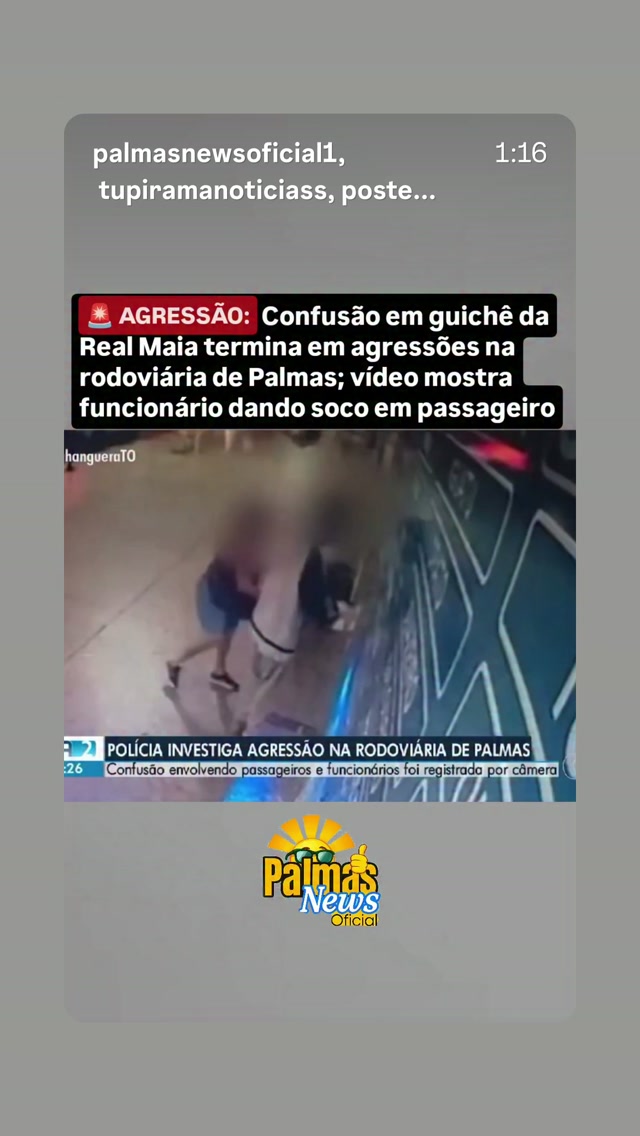 palmasnewsoficial1,
1:16
tupiramanoticiass, poste...
AGRESSÃO: Confusão em guichê da
Real Maia termina em agressões na
rodoviária de Palmas; vídeo mostra
funcionário dando soco em passageiro
hangueraTO
2 POLÍCIA INVESTIGA AGRESSÃO NA RODOVIÁRIA DE PALMAS
:26 Confusão envolvendo passageiros e funcionários foi registrada por câmera
Palmas
News
Oficial